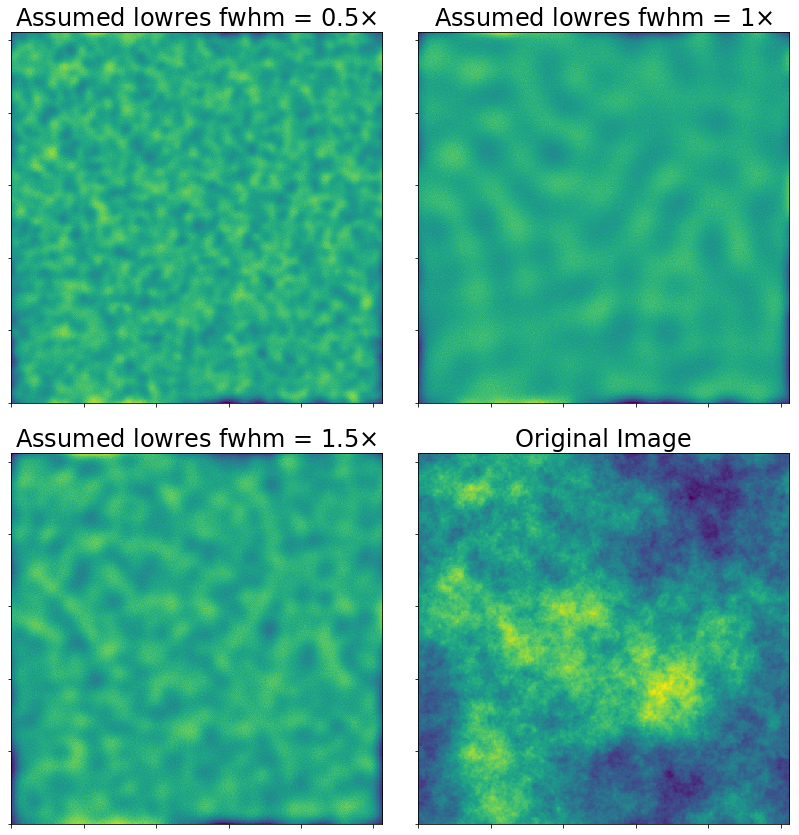 Assumed lowres fwhm = 0.5×
Assumed lowres fwhm = 1×
Assumed lowres fwhm = 1.5×
Original Image